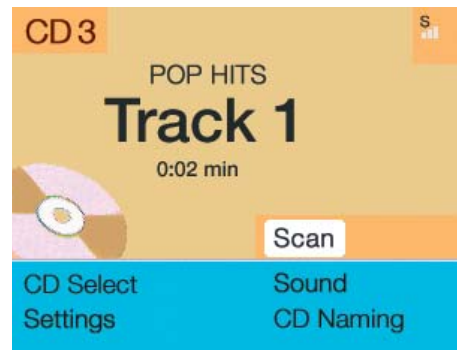 CD 3
S
POP HITS
Track 1
0:02 min
Scan
CD Select Sound
Settings CD Naming